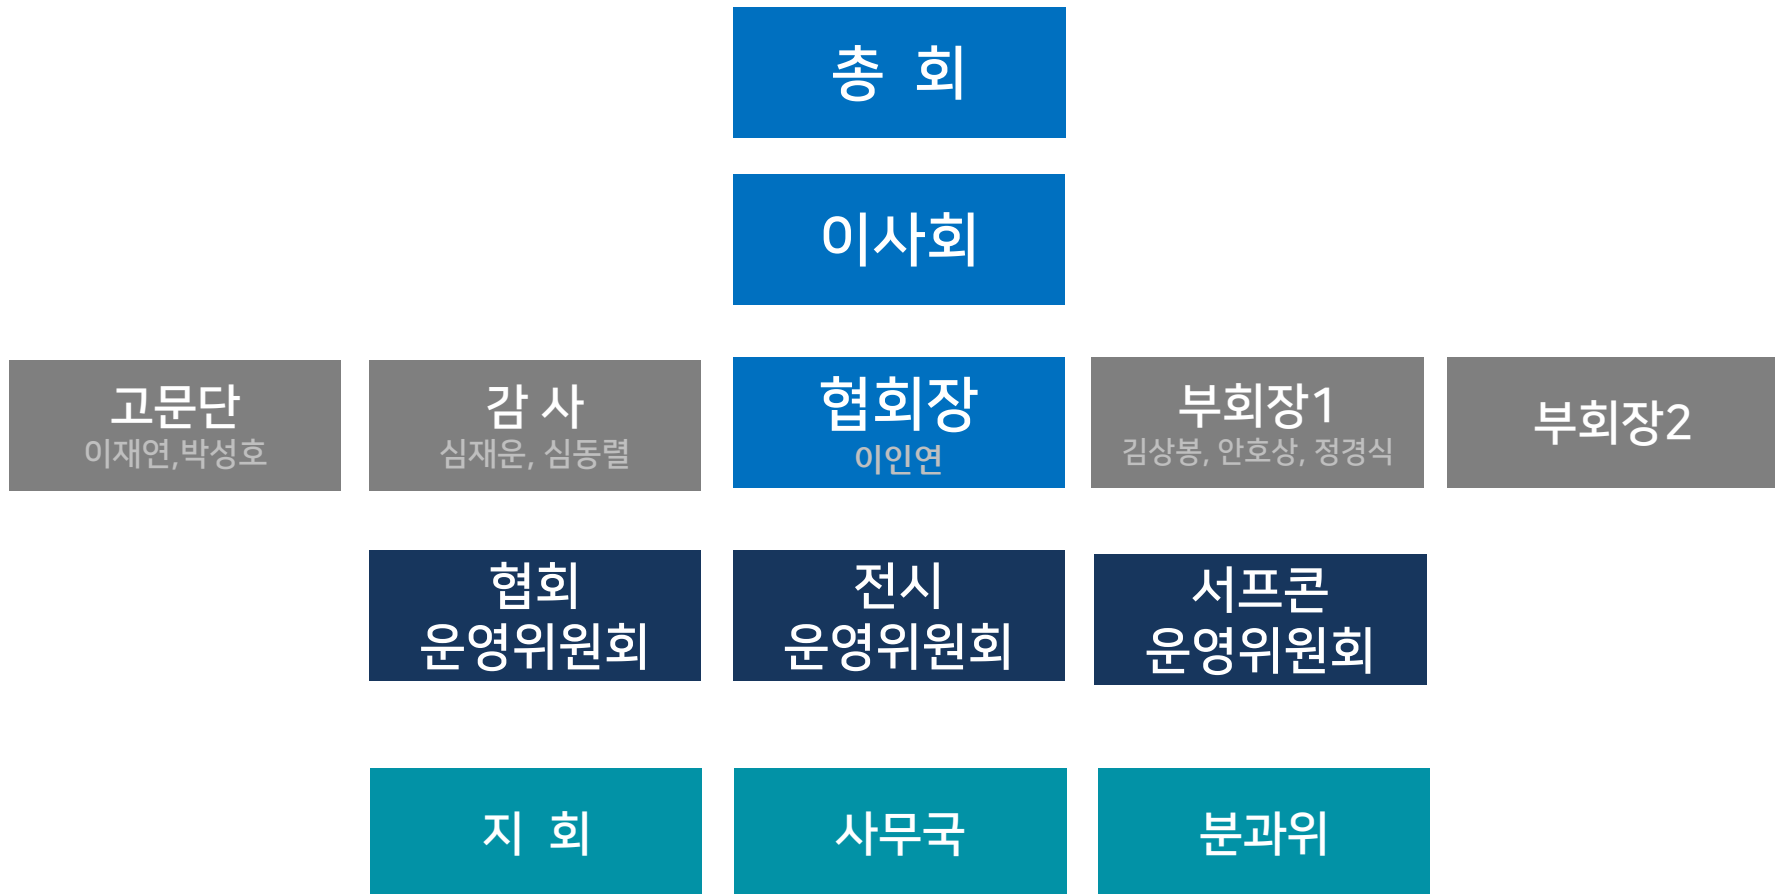 총 회
이사회
고문단
이재연,박성호
감 사
심재운, 심동렬
협회장
이인연
부회장1
김상봉, 안호상, 정경식
부회장2
협회
운영위원회
전시
운영위원회
서프콘
운영위원회
지 회
사무국
분과위